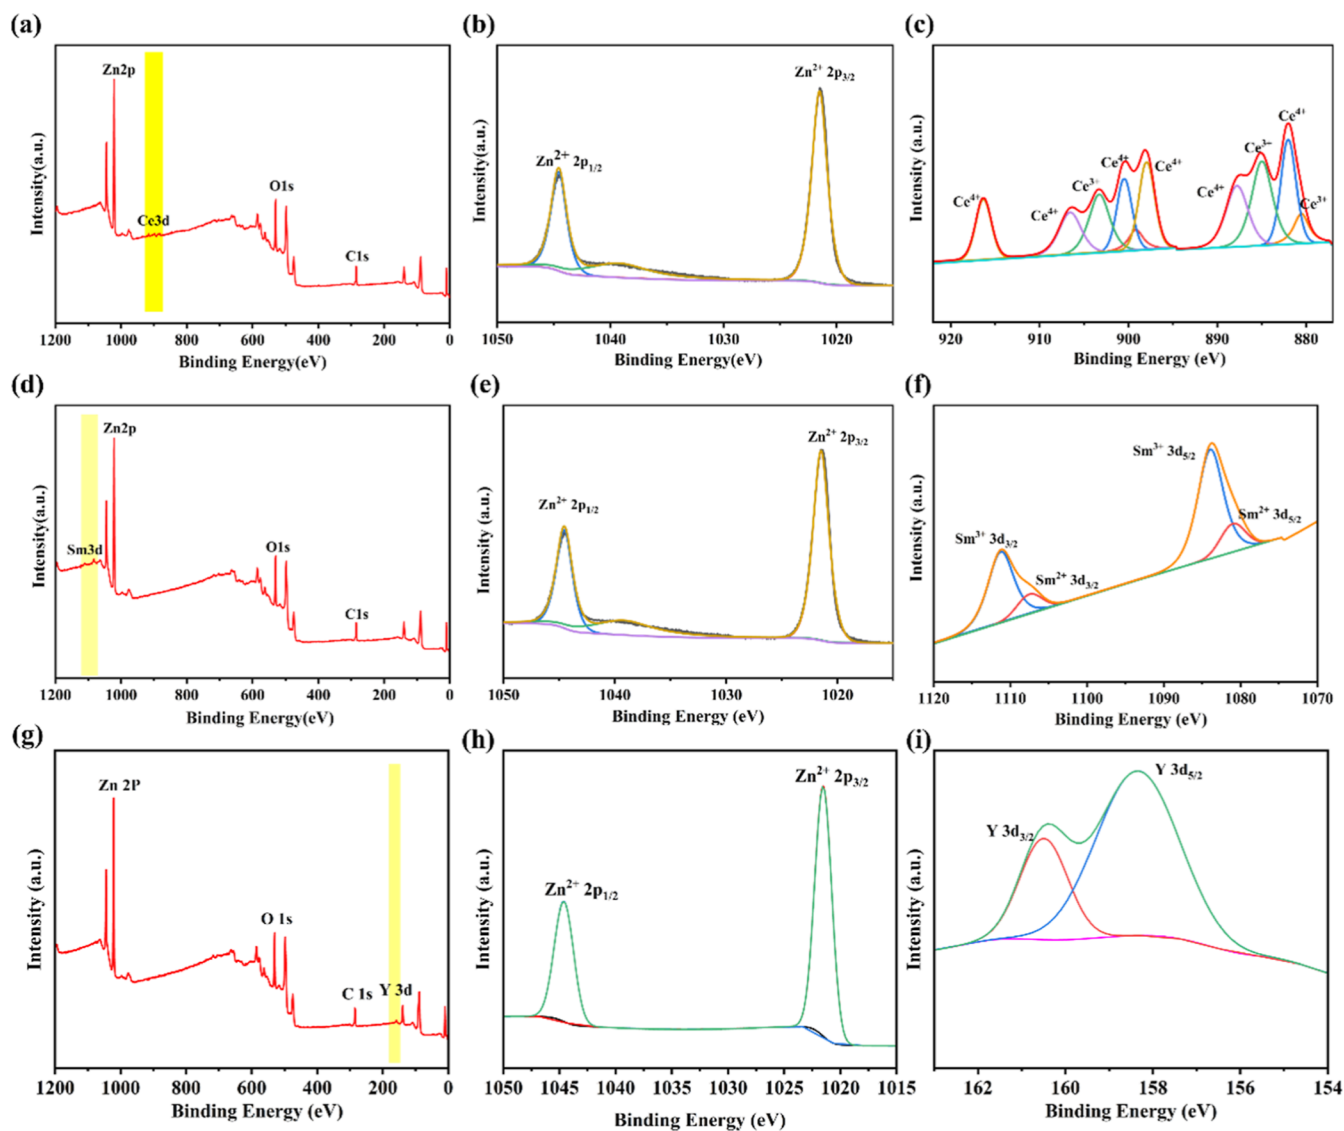 (a)
Zn2p
Ce3d
O1s
C1s
Intensity(a.u.)
1200 1000 800 600 400 200 0
Binding Energy(eV)
(b)
Zn²⁺ 2p₃/₂
Zn²⁺ 2p₁/₂
Intensity (a.u.)
1050 1040 1030 1020
Binding Energy(eV)
(c)
Ce⁴⁺
Ce³⁺
Ce⁴⁺
Ce⁴⁺
Ce³⁺
Ce⁴⁺
Ce⁴⁺
Ce⁴⁺
Ce³⁺
Intensity (a.u.)
920 910 900 890 880
Binding Energy (eV)
(d)
Zn2p
Sm3d
O1s
C1s
Intensity(a.u.)
1200 1000 800 600 400 200 0
Binding Energy(eV)
(e)
Zn²⁺ 2p₃/₂
Zn²⁺ 2p₁/₂
Intensity (a.u.)
1050 1040 1030 1020
Binding Energy (eV)
(f)
Sm³⁺ 3d₅/₂
Sm²⁺ 3d₅/₂
Sm³⁺ 3d₃/₂
Sm²⁺ 3d₃/₂
Intensity (a.u.)
1120 1110 1100 1090 1080 1070
Binding Energy (eV)
(g)
Zn 2P
O 1s
C 1s Y 3d
Intensity (a.u.)
1200 1000 800 600 400 200 0
Binding Energy (eV)
(h)
Zn²⁺ 2p₃/₂
Zn²⁺ 2p₁/₂
Intensity (a.u.)
1050 1045 1040 1035 1030 1025 1020 1015
Binding Energy (eV)
(i)
Y 3d₅/₂
Y 3d₃/₂
Intensity (a.u.)
162 160 158 156 154
Binding Energy (eV)